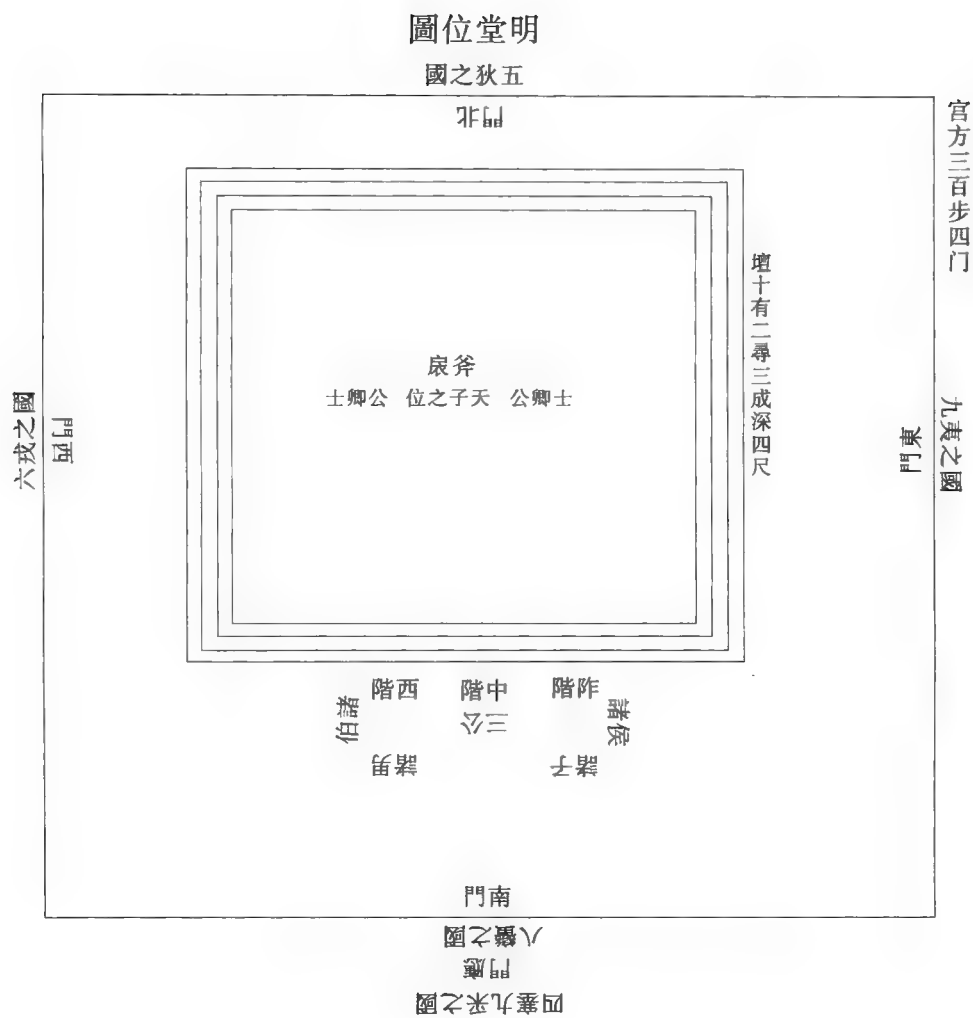 明堂位圖
五狄之國
北門
宫方三百步四门
壇十有二尋三成深四尺
斧扆
士卿公 天子之位 公卿士
東門
九夷之國
西門
六戎之國
阼階 中階 西階
諸侯 三公 諸伯
諸子 諸男
南門
八蠻之國
應門
四塞九采之國